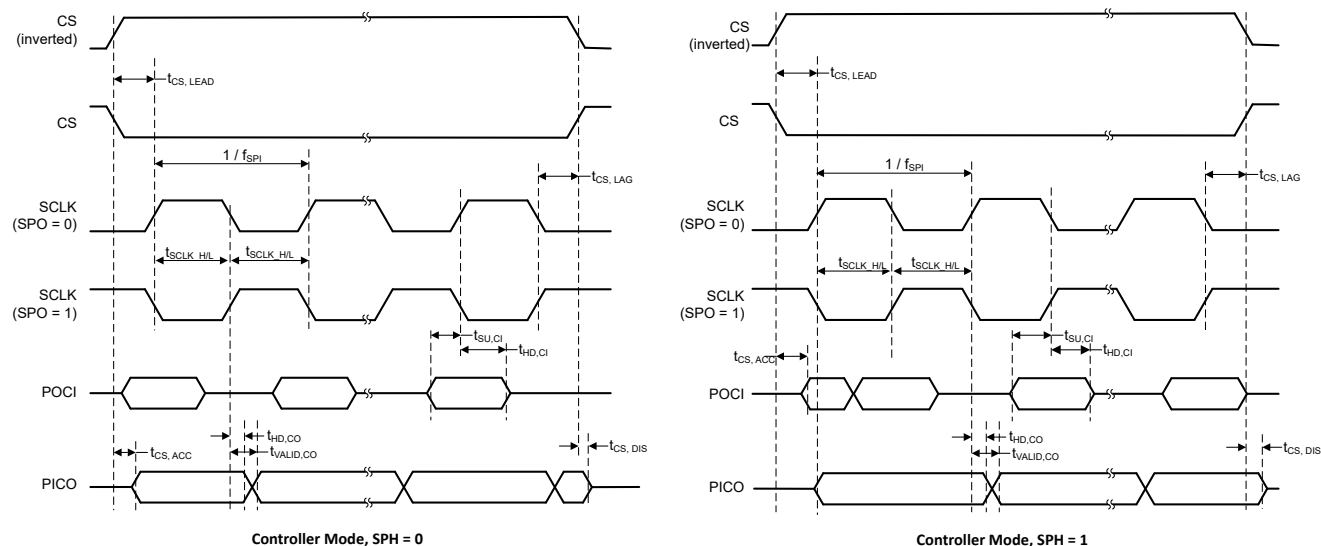 CS
(inverted)
tCS, LEAD
CS
1 / fSPI
tCS, LAG
SCLK
(SPO = 0)
tSCLK_H/L
tSCLK_H/L
SCLK
(SPO = 1)
tSU,CI
tHD,CI
POCI
tHD,CO
tCS, ACC
tVALID,CO
tCS, DIS
PICO
Controller Mode, SPH = 0
CS
(inverted)
tCS, LEAD
CS
1 / fSPI
tCS, LAG
SCLK
(SPO = 0)
tSCLK_H/L
tSCLK_H/L
SCLK
(SPO = 1)
tSU,CI
tCS, ACC
tHD,CI
POCI
tHD,CO
tVALID,CO
tCS, DIS
PICO
Controller Mode, SPH = 1